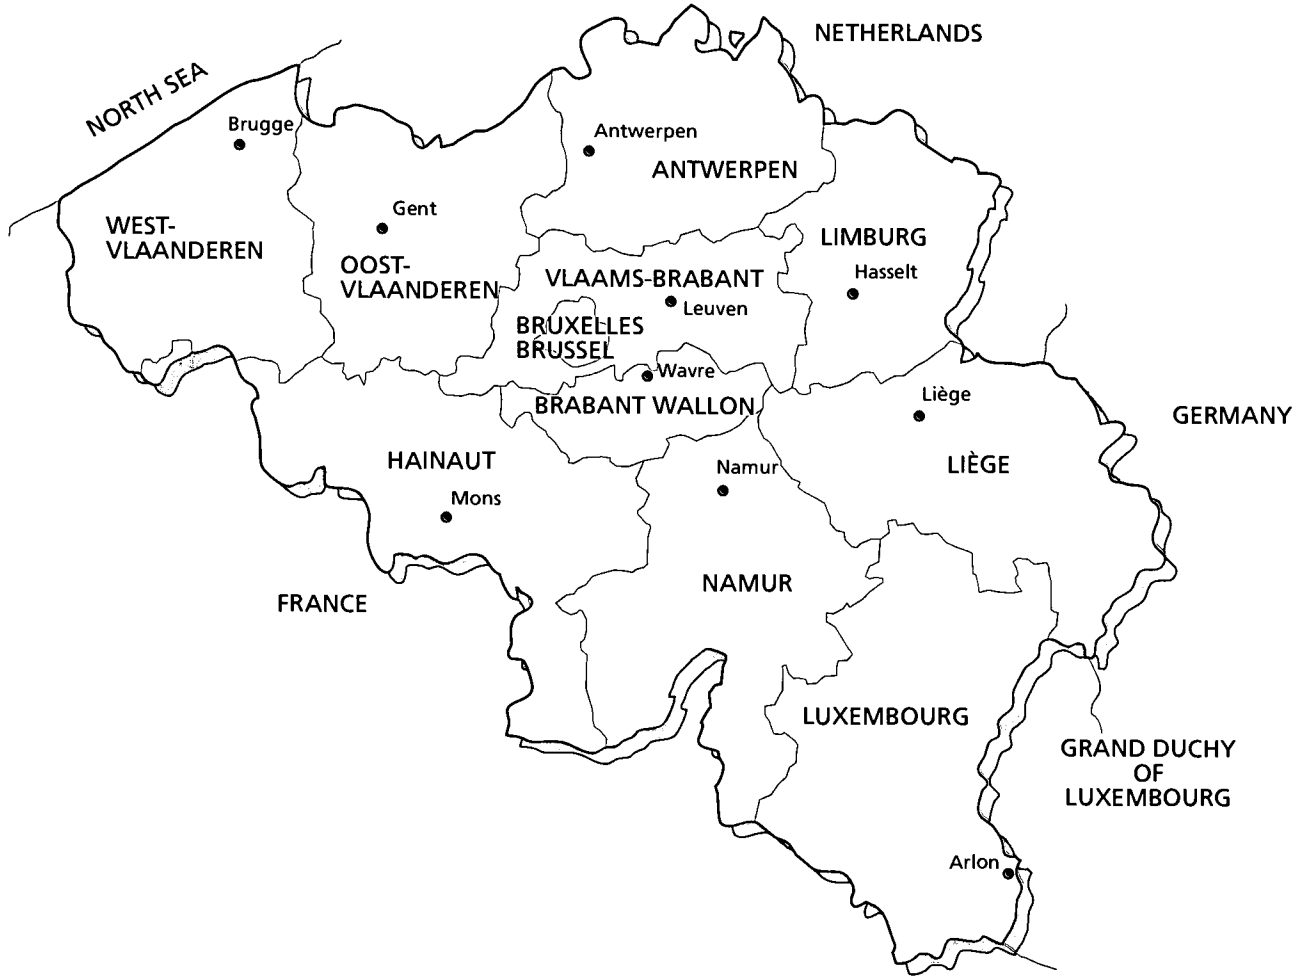 NETHERLANDS
NORTH SEA
Brugge
Antwerpen
ANTWERPEN
Gent
WEST-
VLAANDEREN
LIMBURG
OOST-
VLAANDEREN
VLAAMS-BRABANT
Hasselt
Leuven
BRUXELLES
BRUSSEL
Wavre
BRABANT WALLON
Liège
GERMANY
HAINAUT
LIÈGE
Namur
Mons
NAMUR
FRANCE
LUXEMBOURG
GRAND DUCHY
OF
LUXEMBOURG
Arlon